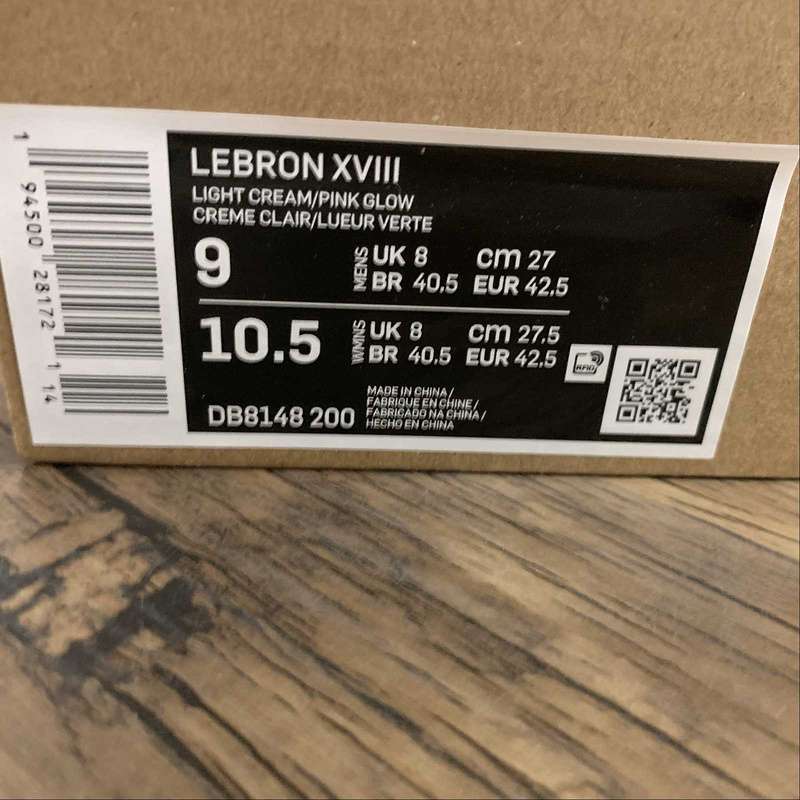 LEBRON XVIII
LIGHT CREAM/PINK GLOW
CREME CLAIR/LUEUR VERTE
9 MENS UK 8 cm 27
BR 40.5 EUR 42.5
10.5 WMNS UK 8 cm 27.5
BR 40.5 EUR 42.5
RFID
DB8148 200
MADE IN CHINA/
FABRIQUE EN CHINE/
FABRICADO NA CHINA/
HECHO EN CHINA
1 94500 28172 1 14